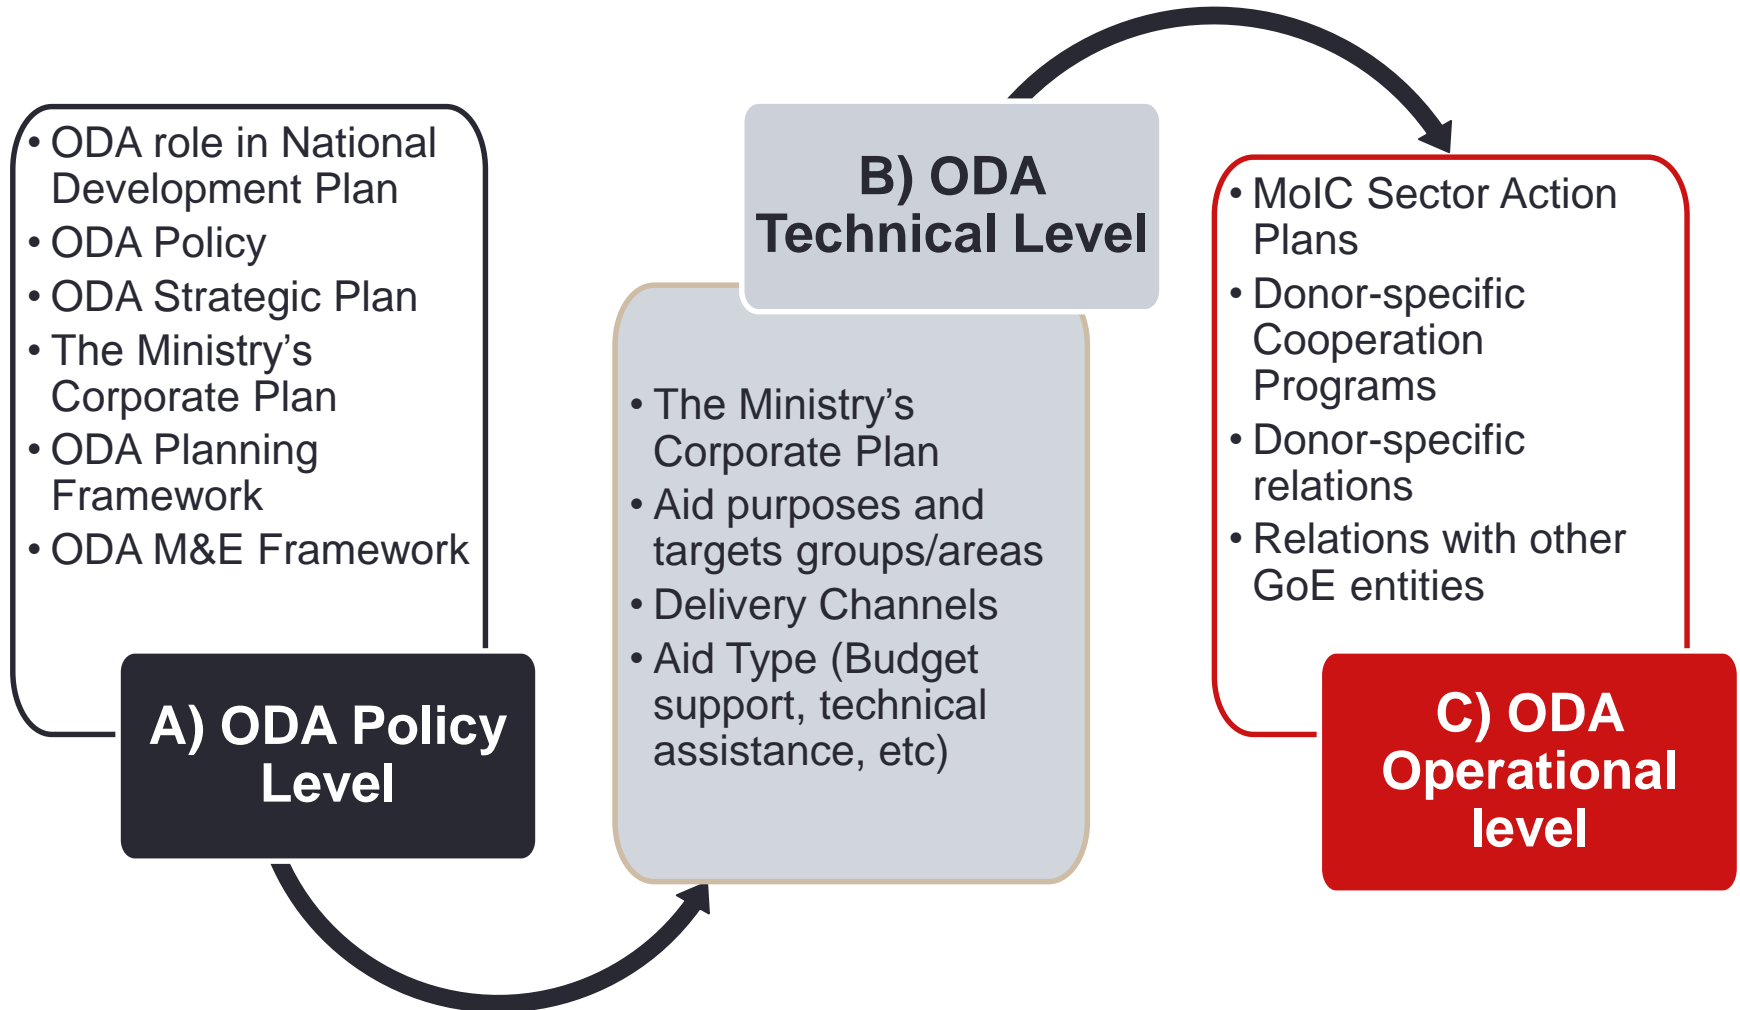 • ODA role in National
Development Plan
• ODA Policy
• ODA Strategic Plan
• The Ministry’s
Corporate Plan
• ODA Planning
Framework
• ODA M&E Framework
A) ODA Policy
Level
B) ODA
Technical Level
• The Ministry’s
Corporate Plan
• Aid purposes and
targets groups/areas
• Delivery Channels
• Aid Type (Budget
support, technical
assistance, etc)
• MoIC Sector Action
Plans
• Donor-specific
Cooperation
Programs
• Donor-specific
relations
• Relations with other
GoE entities
C) ODA
Operational
level